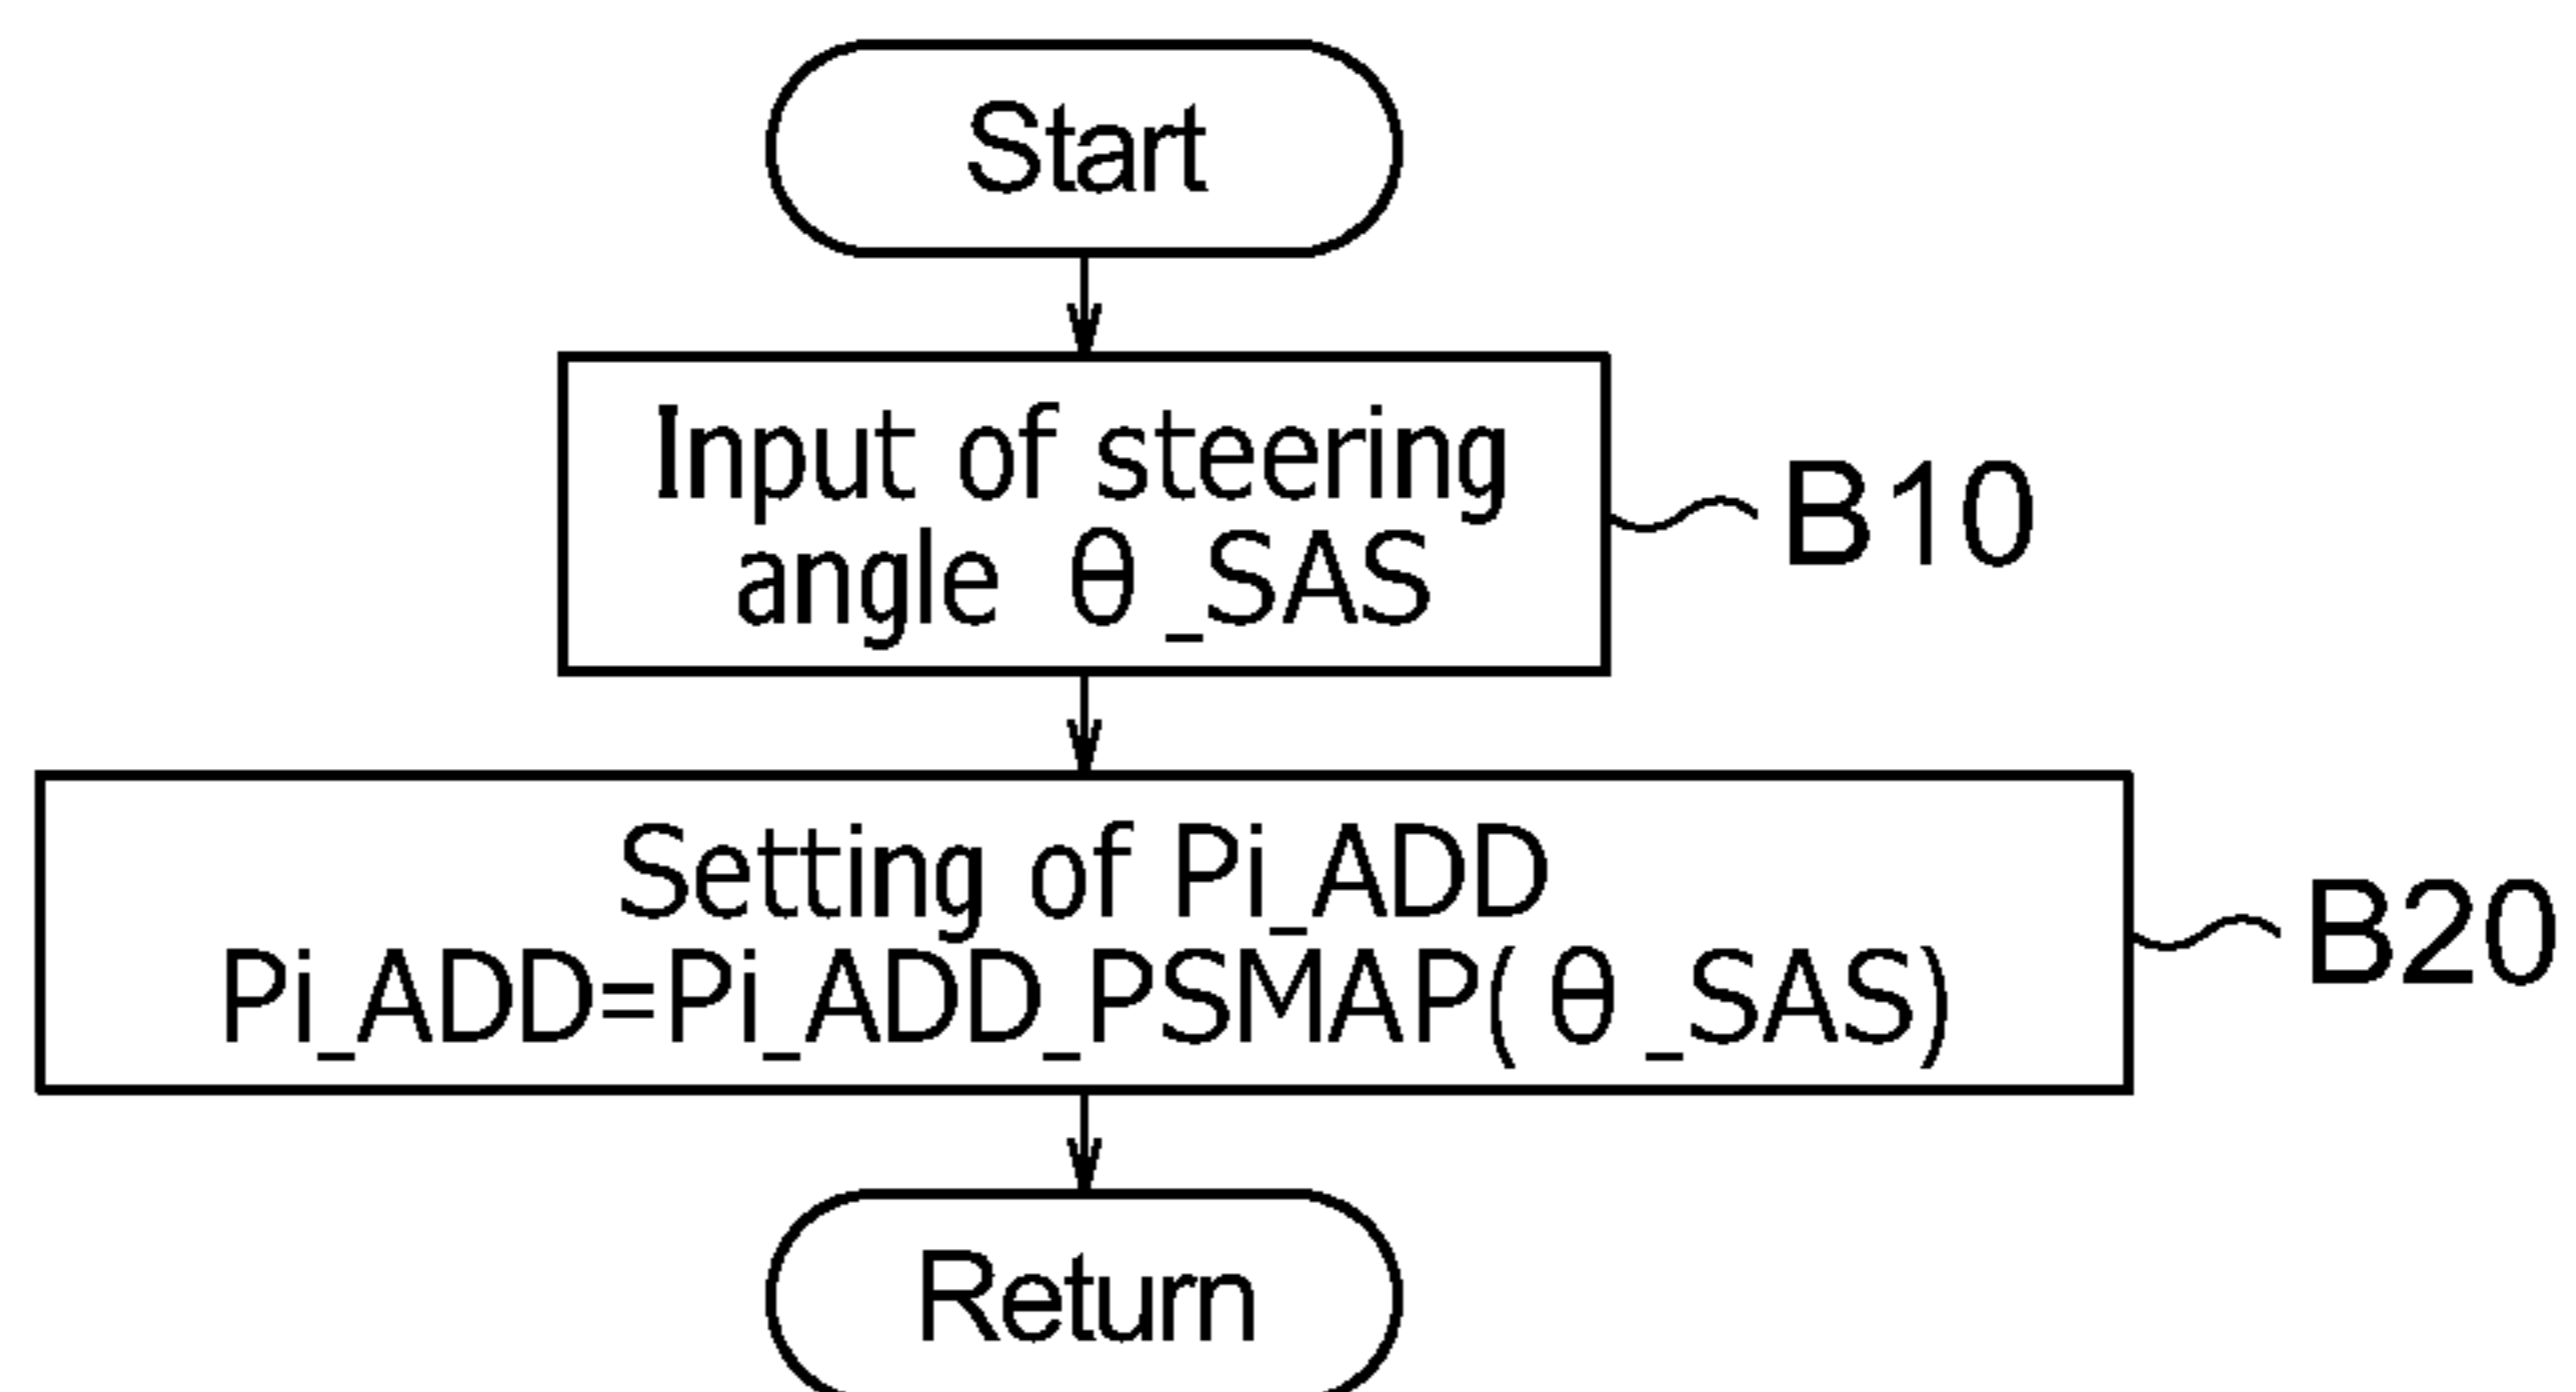 Start
Input of steering
angle θ_SAS
B10
Setting of Pi_ADD
Pi_ADD=Pi_ADD_PSMAP(θ_SAS)
B20
Return